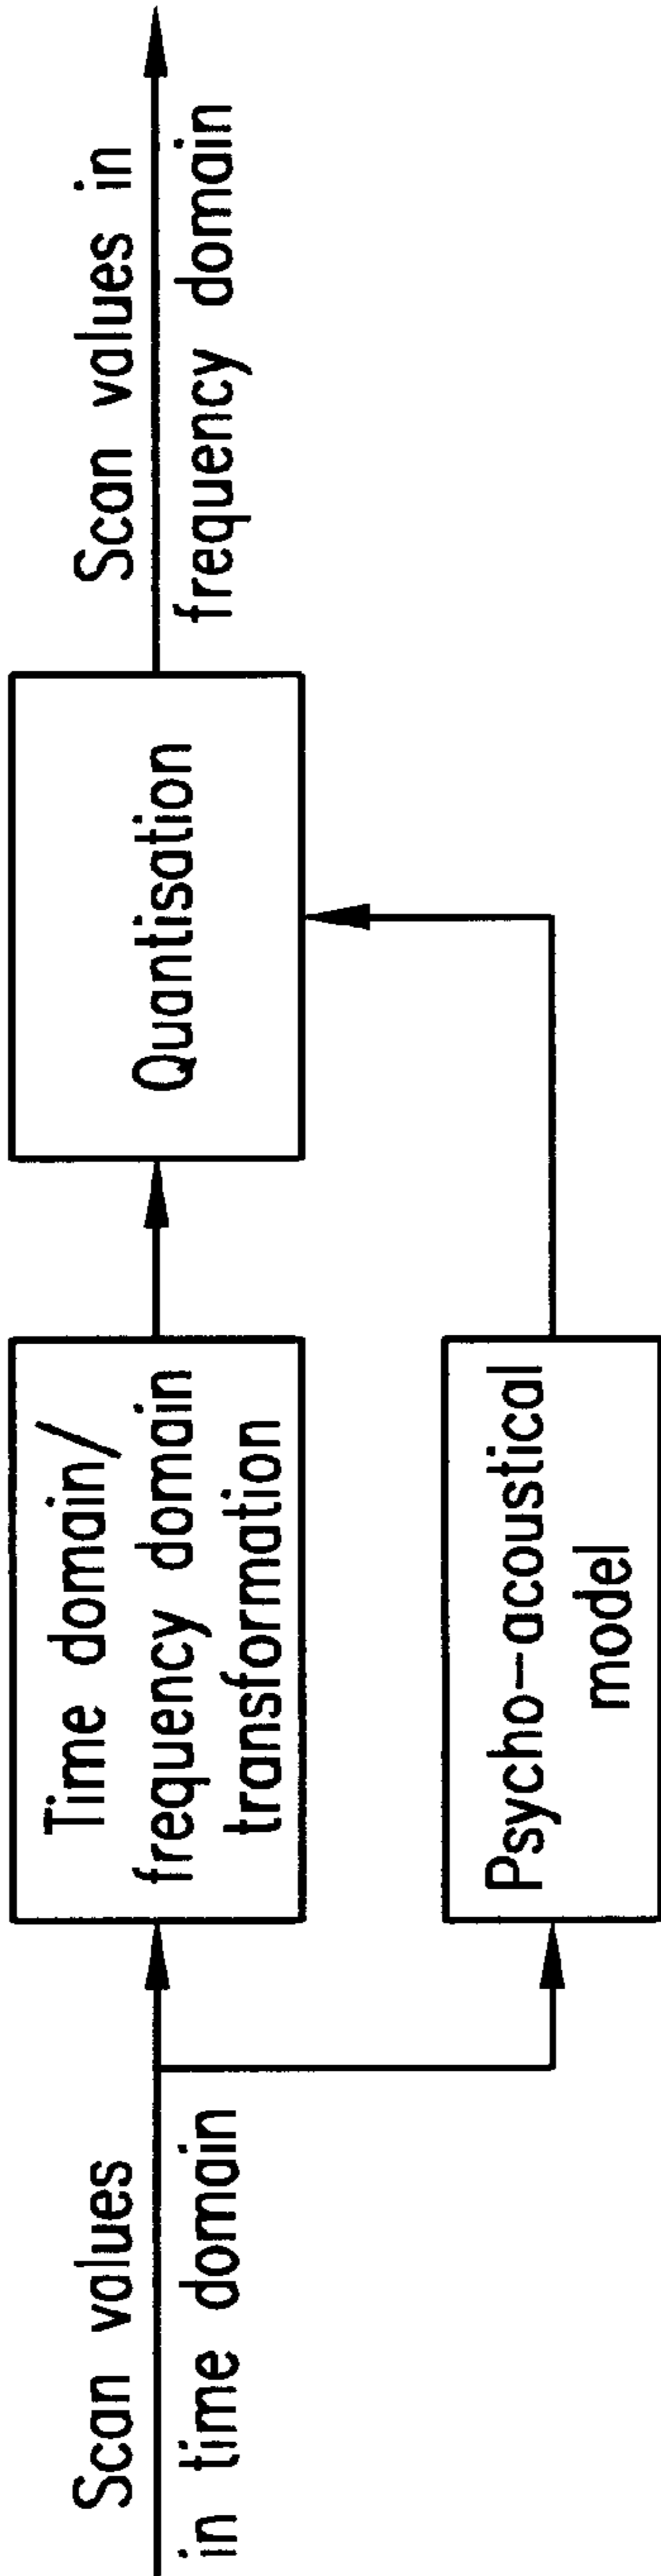 Scan values
in time domain
Time domain/
frequency domain
transformation
Psycho-acoustical
model
Quantisation
Scan values in
frequency domain